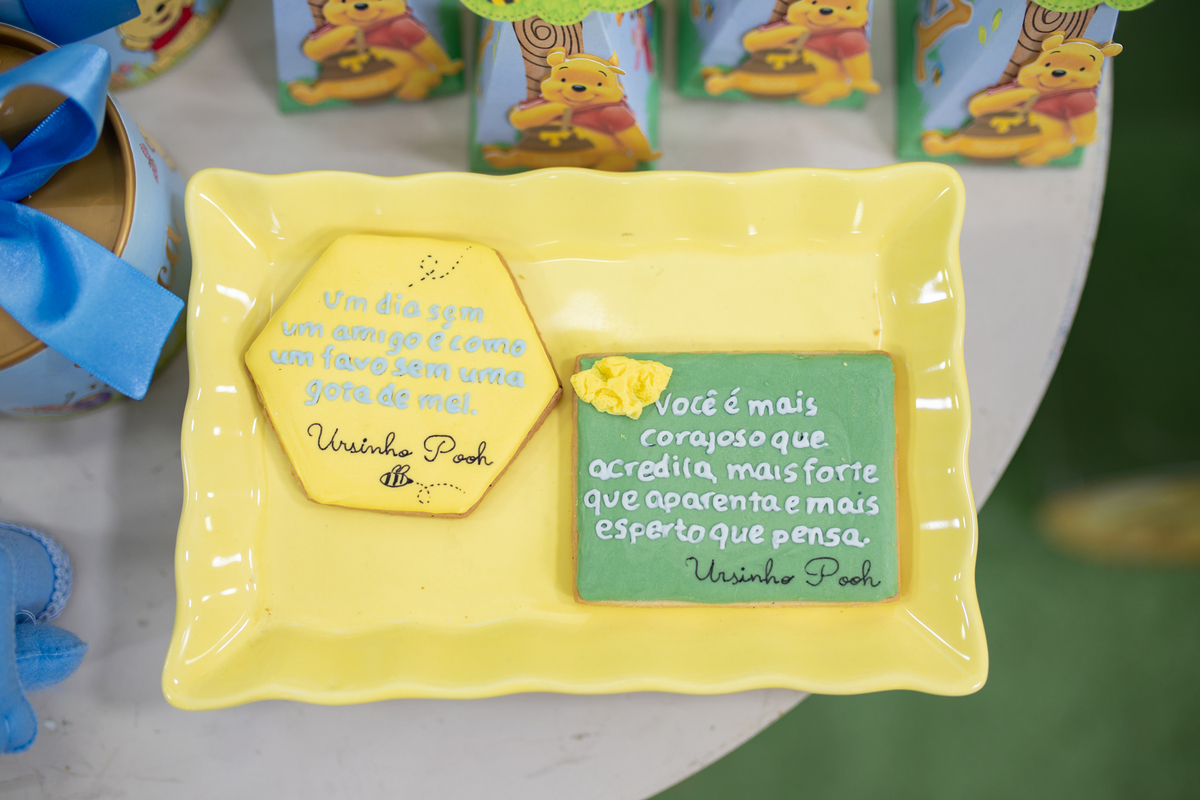 Um dia sem
um amigo é como
um favo sem uma
gota de mel.
Ursinho Pooh
Você é mais
corajoso que
acredita, mais forte
que aparenta e mais
esperto que pensa.
Ursinho Pooh